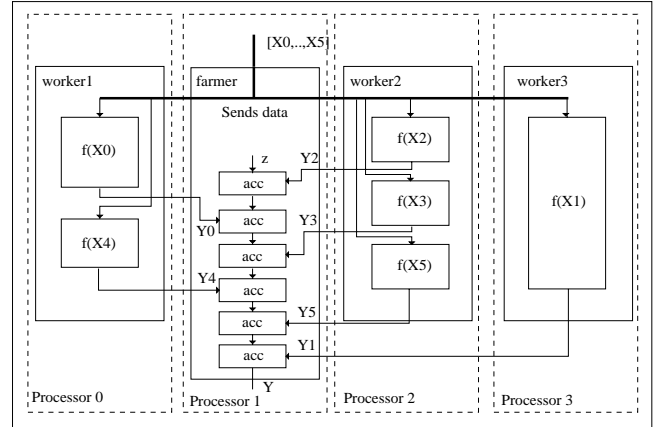 [X0,..,X5]
worker1
farmer
worker2
worker3
Sends data
f(X0)
f(X2)
f(X1)
Y2
z
acc
f(X3)
acc
Y3
Y0
f(X4)
acc
f(X5)
Y4
acc
Y5
acc
Y1
acc
Y
Processor 0
Processor 1
Processor 2
Processor 3